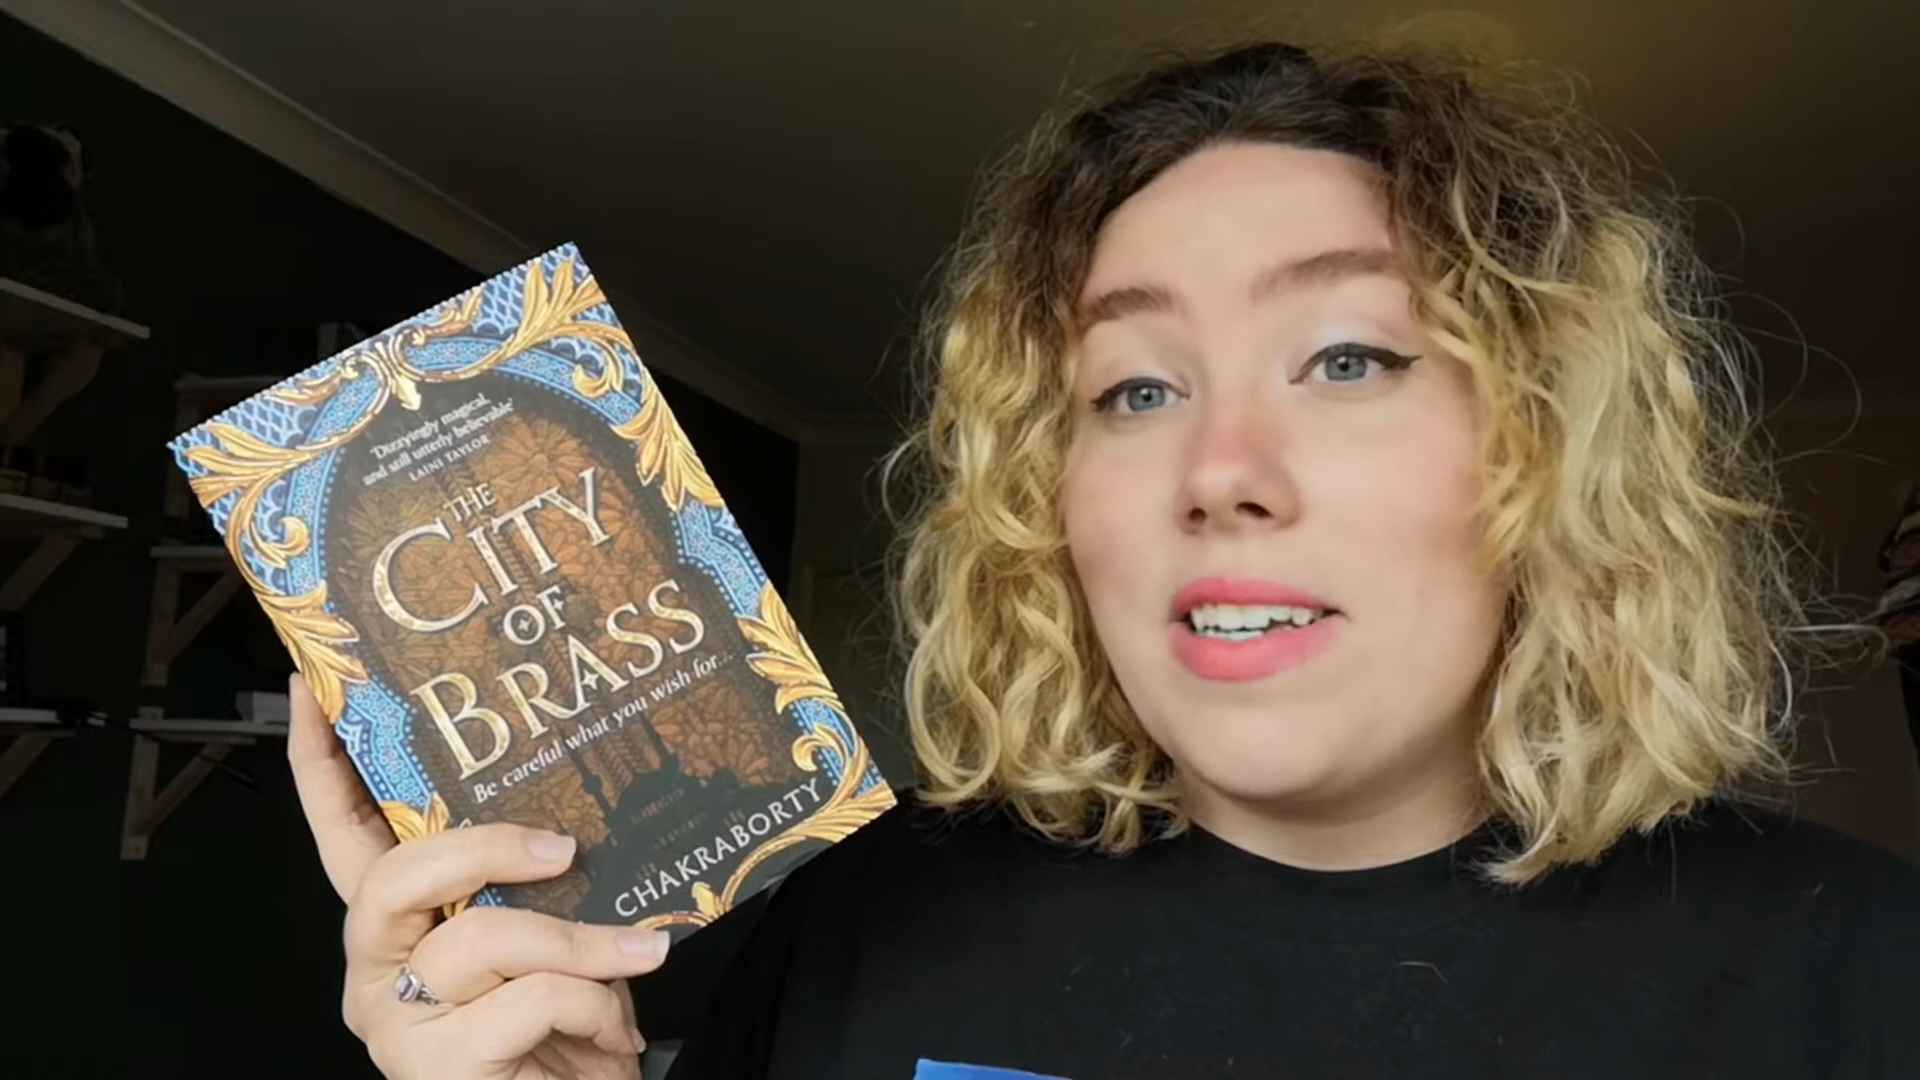 'Dizzyingly magical,
and still utterly believable'
LAINI TAYLOR
THE
CITY
OF
BRASS
Be careful what you wish for...
CHAKRABORTY